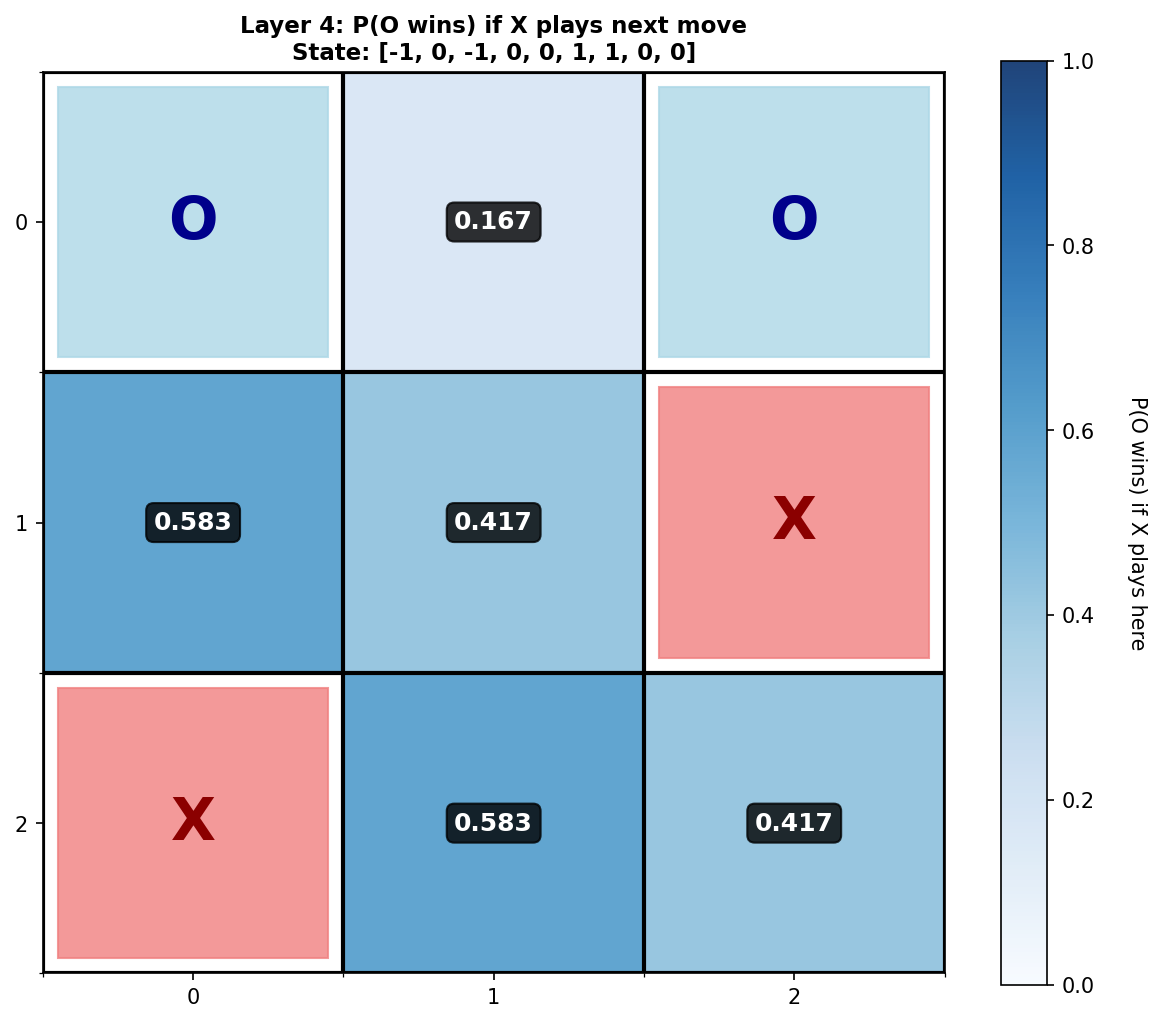 Layer 4: P(O wins) if X plays next move
State: [-1, 0, -1, 0, 0, 1, 1, 0, 0]
0
O
0.167
O
1
0.583
0.417
X
2
X
0.583
0.417
0
1
2
1.0
0.8
0.6
0.4
0.2
0.0
P(O wins) if X plays here